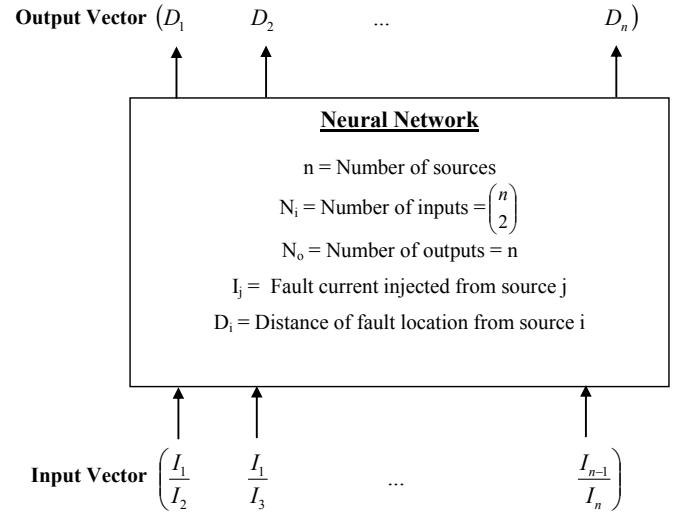 Output Vector (D₁ D₂ ... Dₙ)
Neural Network
n = Number of sources
Nᵢ = Number of inputs = (n 2)
Nₒ = Number of outputs = n
Iⱼ = Fault current injected from source j
Dᵢ = Distance of fault location from source i
Input Vector (I₁/I₂ I₁/I₃ ... Iₙ₋₁/Iₙ)